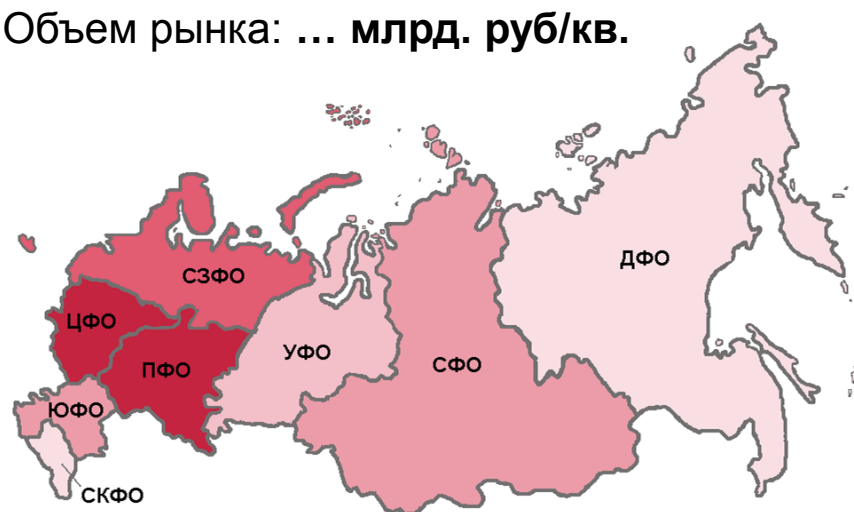 Объем рынка: … млрд. руб/кв.
ДФО
СЗФО
ЦФО
УФО
ПФО
СФО
ЮФО
СКФО